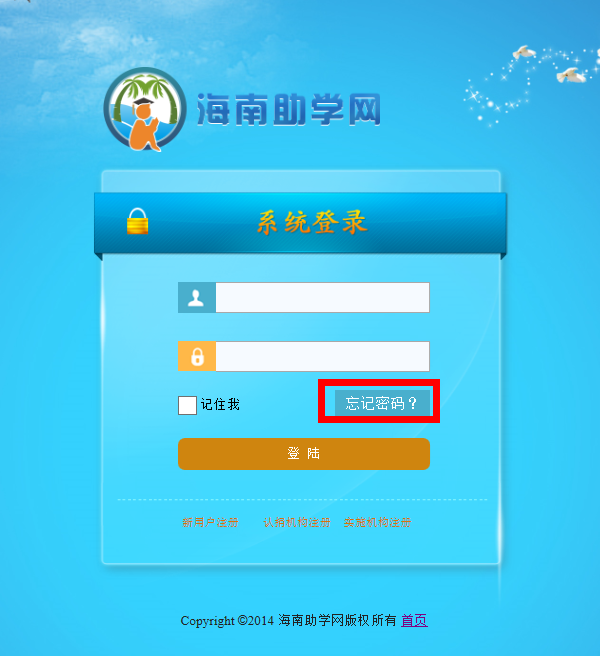 海南助学网
系统登录
记住我 忘记密码？
登 陆
新用户注册 认捐机构注册 实施机构注册
Copyright ©2014 海南助学网版权所有 首页